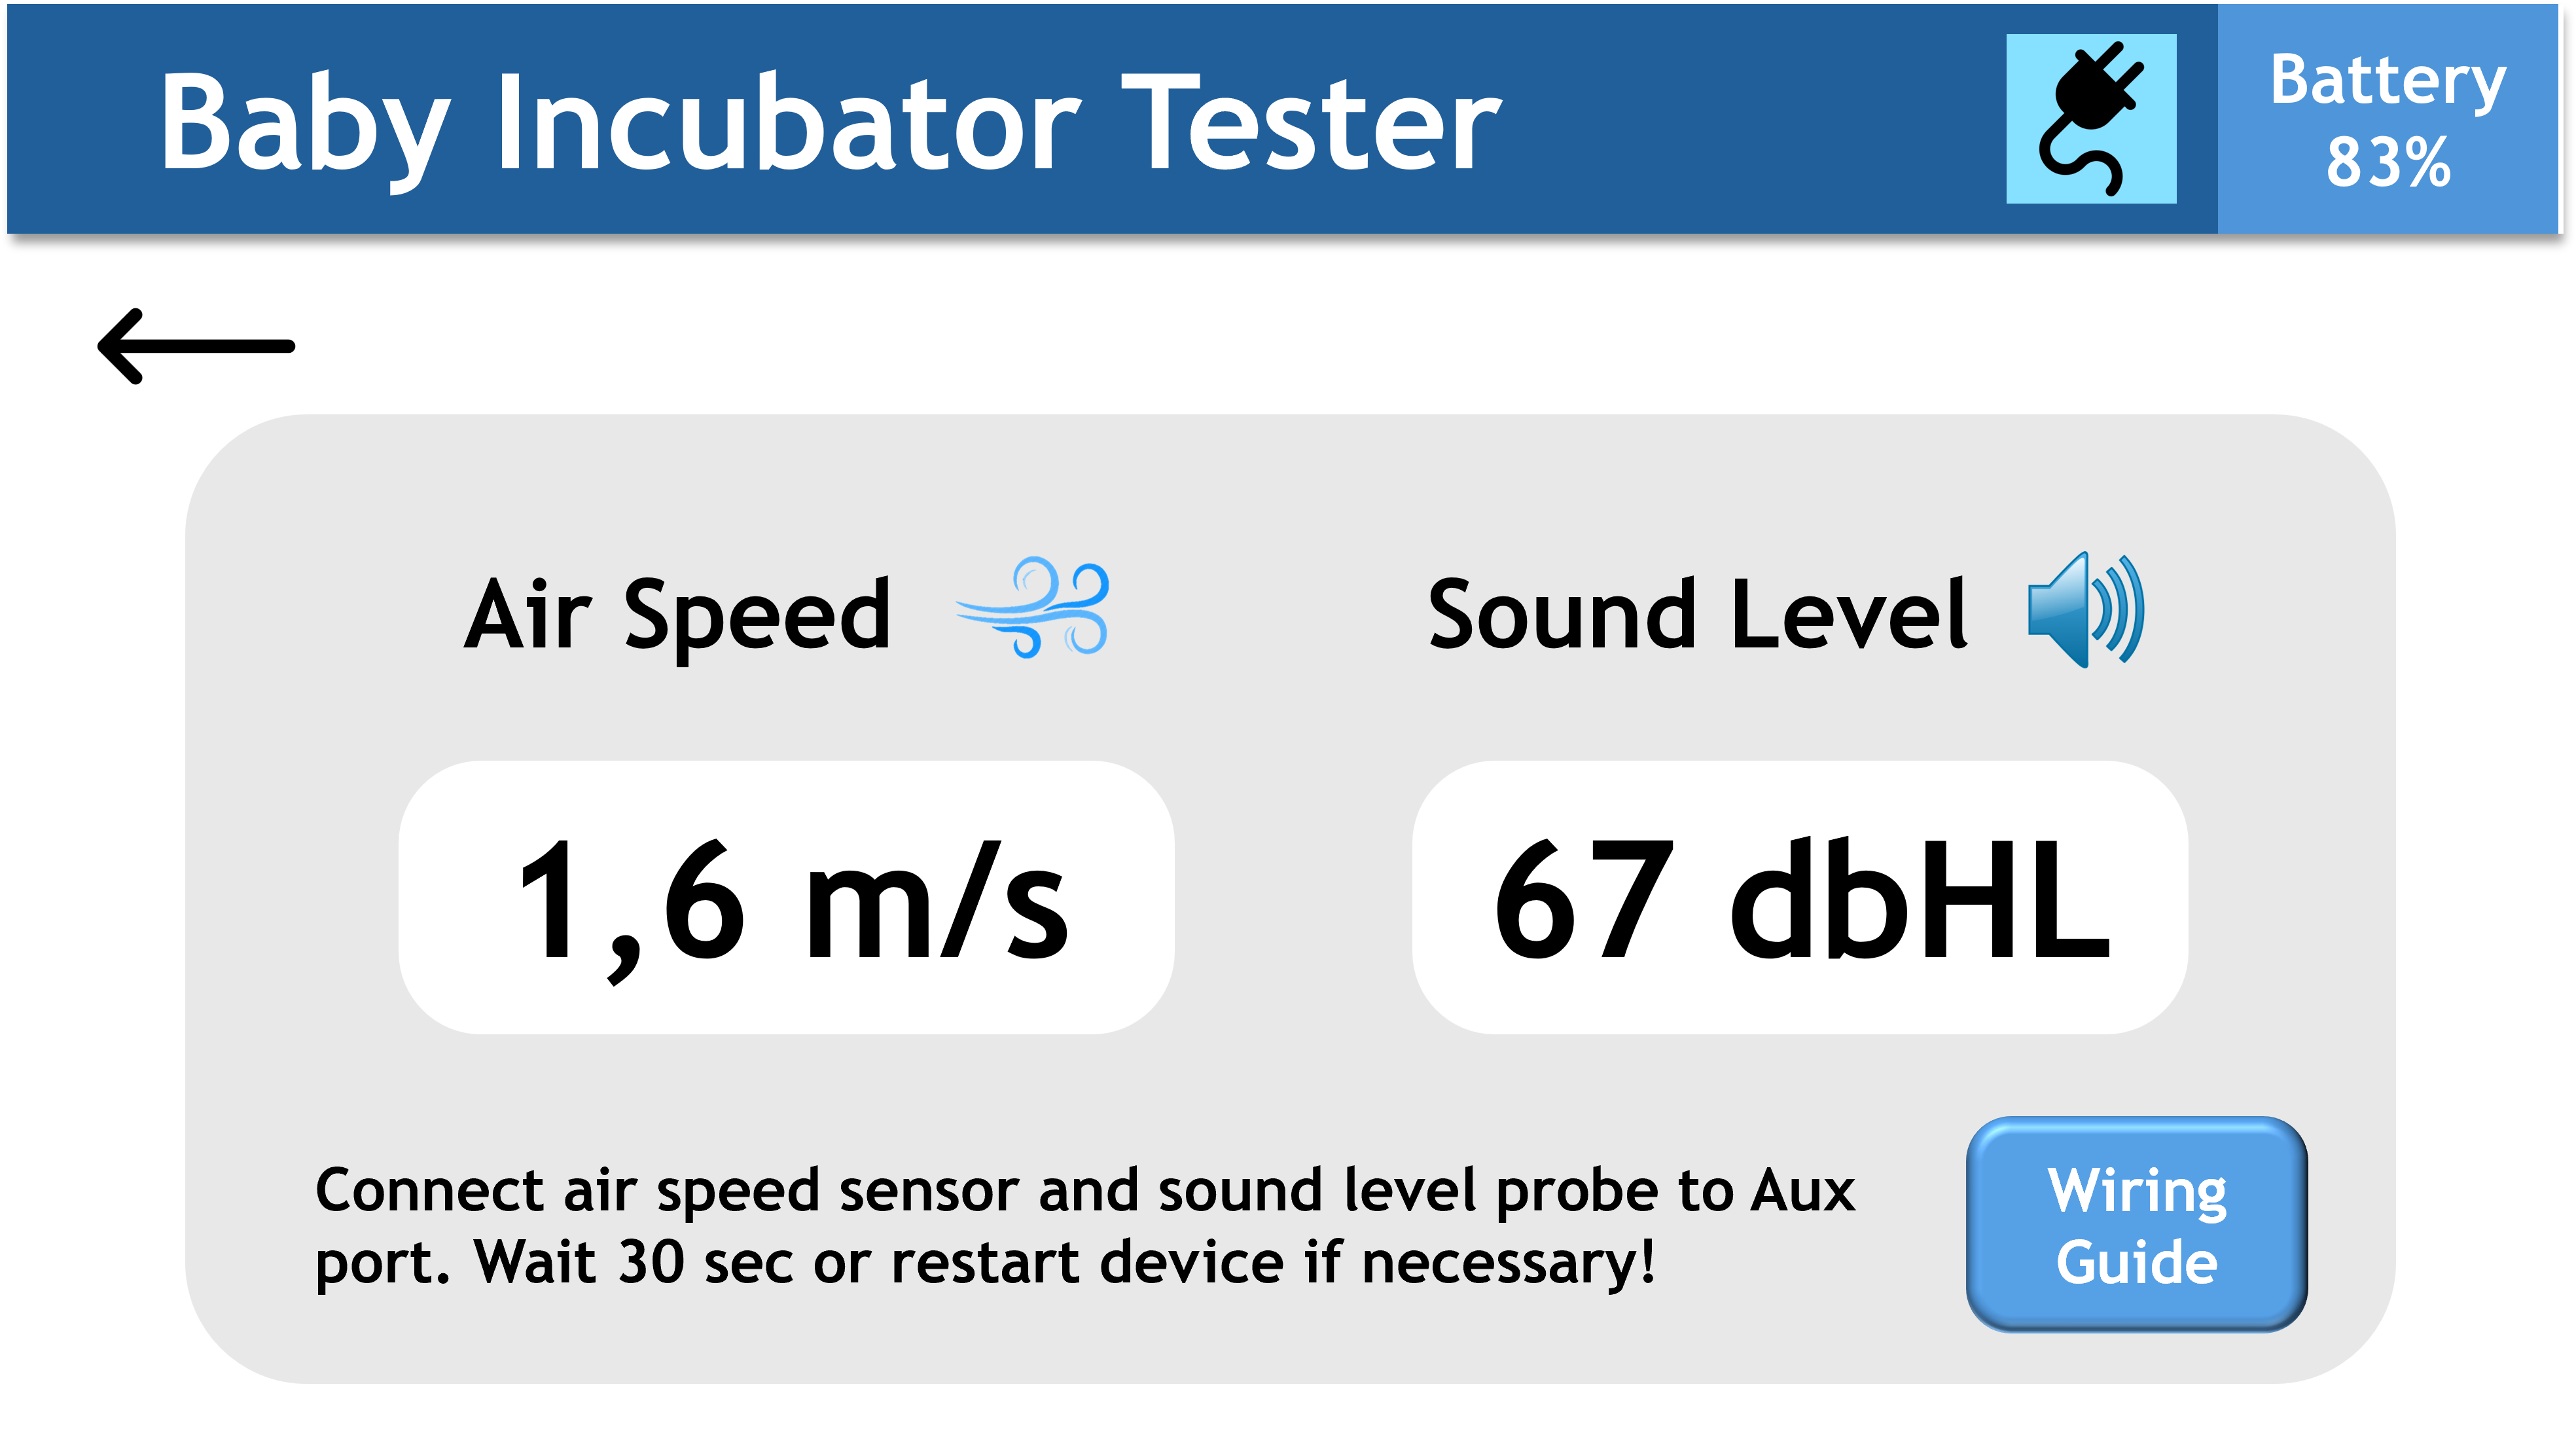 Baby Incubator Tester
Battery
83%
Air Speed
Sound Level
1,6 m/s
67 dbHL
Connect air speed sensor and sound level probe to Aux
port. Wait 30 sec or restart device if necessary!
Wiring
Guide